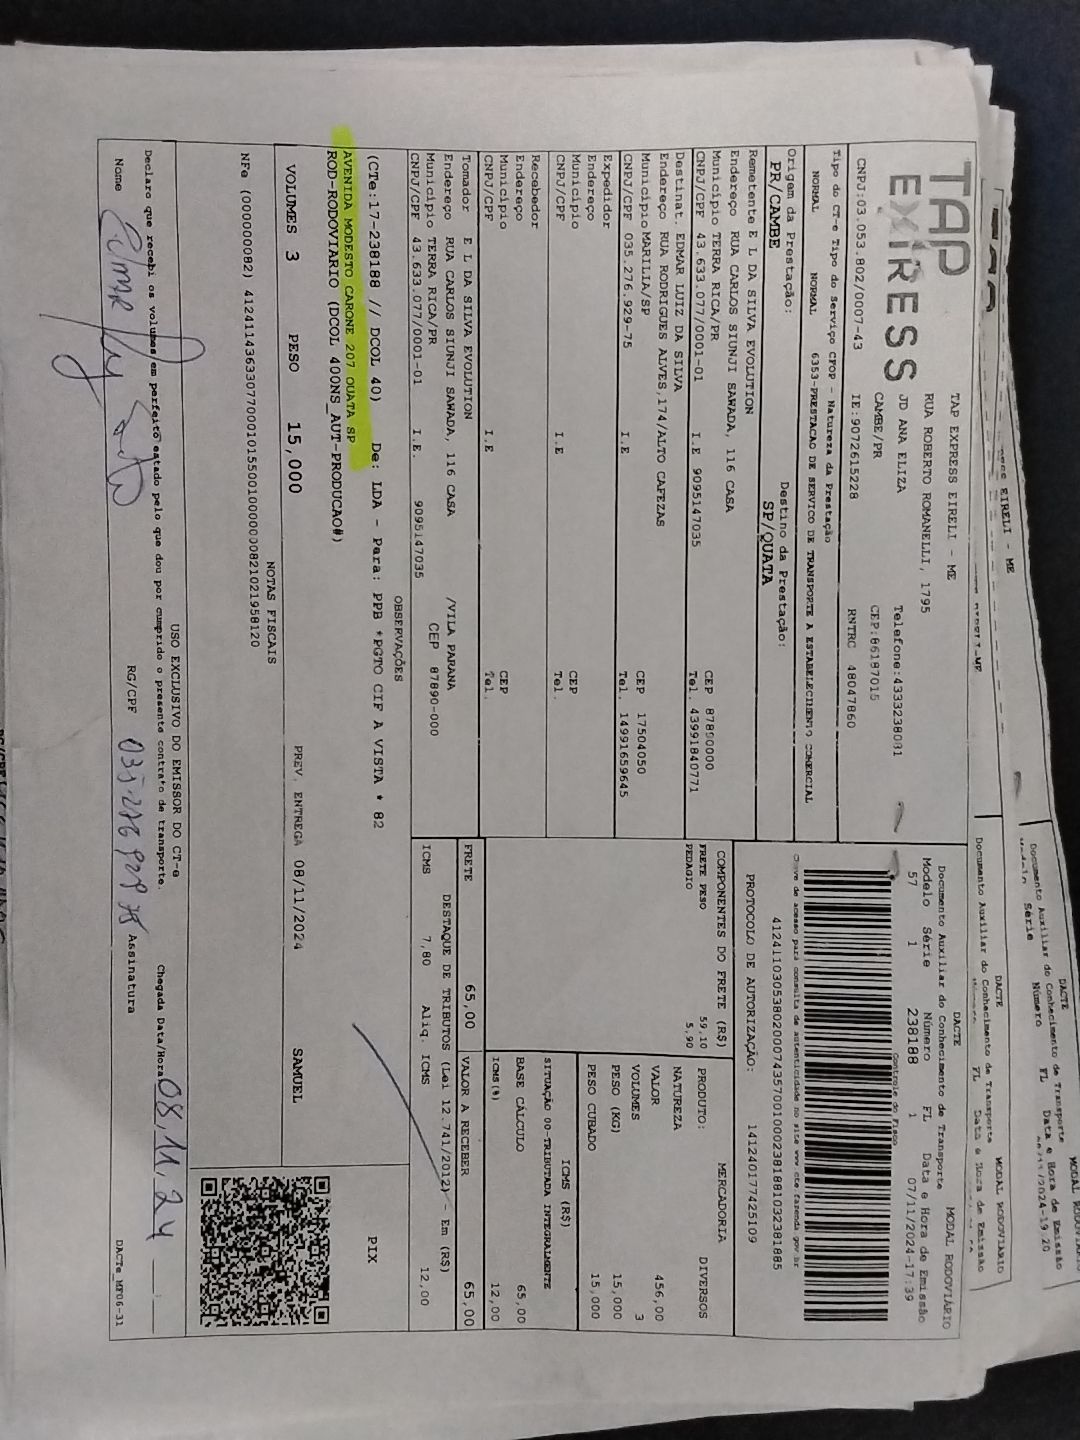 TAP
EXPRESS
TAP EXPRESS EIRELI - ME
RUA ROBERTO ROMANELLI, 1795
JD ANA ELIZA
CAMBE/PR
Telefone:4333238081
CEP:86187015
CNPJ:03.053.802/0007-43 IE:9072615228 RNTRC 48047860
DACTE MODAL RODOVIÁRIO
Documento Auxiliar do Conhecimento de Transporte
Modelo Série Número FL Data e Hora de Emissão
57 1 238188 1 07/11/2024-17:39
Controle do Fisco
Tipo do CT-e Tipo do Serviço CFOP - Natureza da Prestação
NORMAL NORMAL 6353-PRESTACAO DE SERVICO DE TRANSPORTE A ESTABELECIMENTO COMERCIAL
Chave de acesso para consulta de autenticidade no site www.cte.fazenda.gov.br
Origem da Prestação: Destino da Prestação:
PR/CAMBE SP/QUATA
PROTOCOLO DE AUTORIZAÇÃO: 141240177425109
Remetente E L DA SILVA EVOLUTION
Endereço RUA CARLOS SIUNJI SAWADA, 116 CASA
Município TERRA RICA/PR CEP 87890000
CNPJ/CPF 43.633.077/0001-01 I.E 9095147035 Tel. 43991840771
Destinat. EDMAR LUIZ DA SILVA
Endereço RUA RODRIGUES ALVES,174/ALTO CAFEZAS
Município MARILIA/SP CEP 17504050
CNPJ/CPF 035.276.929-75 I.E Tel. 14991659645
Expedidor
Endereço
Município CEP
CNPJ/CPF I.E Tel.
Recebedor
Endereço
Município CEP
CNPJ/CPF I.E Tel.
Tomador E L DA SILVA EVOLUTION
Endereço RUA CARLOS SIUNJI SAWADA, 116 CASA /VILA PARANA
Município TERRA RICA/PR CEP 87890-000
CNPJ/CPF 43.633.077/0001-01 I.E. 9095147035
COMPONENTES DO FRETE (R$)
FRETE PESO 59,10
PEDAGIO 5,90
PRODUTO: MERCADORIA
NATUREZA DIVERSOS
VALOR 456,00
VOLUMES 3
PESO (KG) 15,000
PESO CUBADO 15,000
ICMS (R$)
SITUAÇÃO 00-TRIBUTADA INTEGRALMENTE
BASE CÁLCULO 65,00
ICMS(%) 12,00
FRETE 65,00 VALOR A RECEBER 65,00
DESTAQUE DE TRIBUTOS (Lei 12.741/2012) - Em (R$)
ICMS 7,80 Aliq. ICMS 12,00
OBSERVAÇÕES
(CTe:17-238188 // DCOL 40) De: LDA - Para: PPB *PGTO CIF A VISTA * 82
AVENIDA MODESTO CARONE 207 QUATA SP
ROD-RODOVIARIO (DCOL 400NS_AUT-PRODUCAO#)
PIX
VOLUMES 3 PESO 15,000 PREV. ENTREGA 08/11/2024 SAMUEL
NOTAS FISCAIS
USO EXCLUSIVO DO EMISSOR DO CT-e
Declaro que recebi os volumes em perfeito estado pelo que dou por cumprido o presente contrato de transporte.
Chegada Data/Hora 08,11,24
Nome RG/CPF Assinatura
DACTe_MF06-31